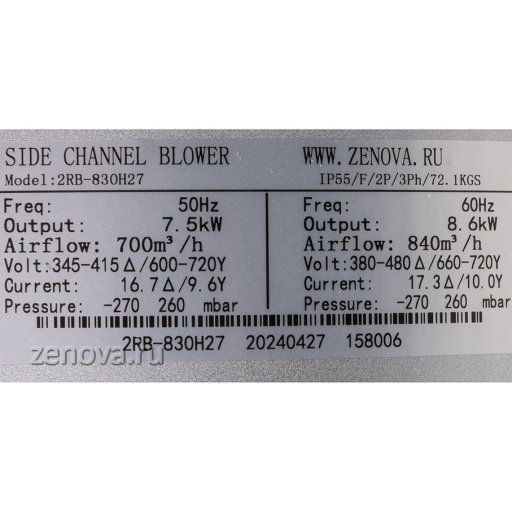 SIDE CHANNEL BLOWER WWW.ZENOVA.RU
Model:2RB-830H27 IP55/F/2P/3Ph/72.1KGS
Freq: 50Hz
Output: 7.5kW
Airflow: 700m³/h
Volt:345-415Δ/600-720Y
Current: 16.7Δ/9.6Y
Pressure: -270 260 mbar
Freq: 60Hz
Output: 8.6kW
Airflow: 840m³/h
Volt:380-480Δ/660-720Y
Current: 17.3Δ/10.0Y
Pressure: -270 260 mbar
2RB-830H27 20240427 158006
zenova.ru